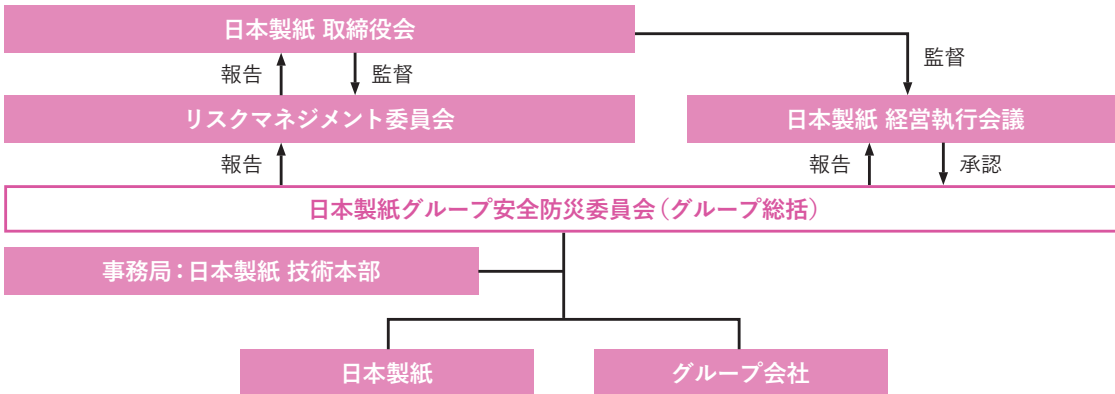 日本製紙 取締役会
報告
監督
監督
リスクマネジメント委員会
日本製紙 経営執行会議
報告
報告
承認
日本製紙グループ安全防災委員会（グループ総括）
事務局：日本製紙 技術本部
日本製紙
グループ会社